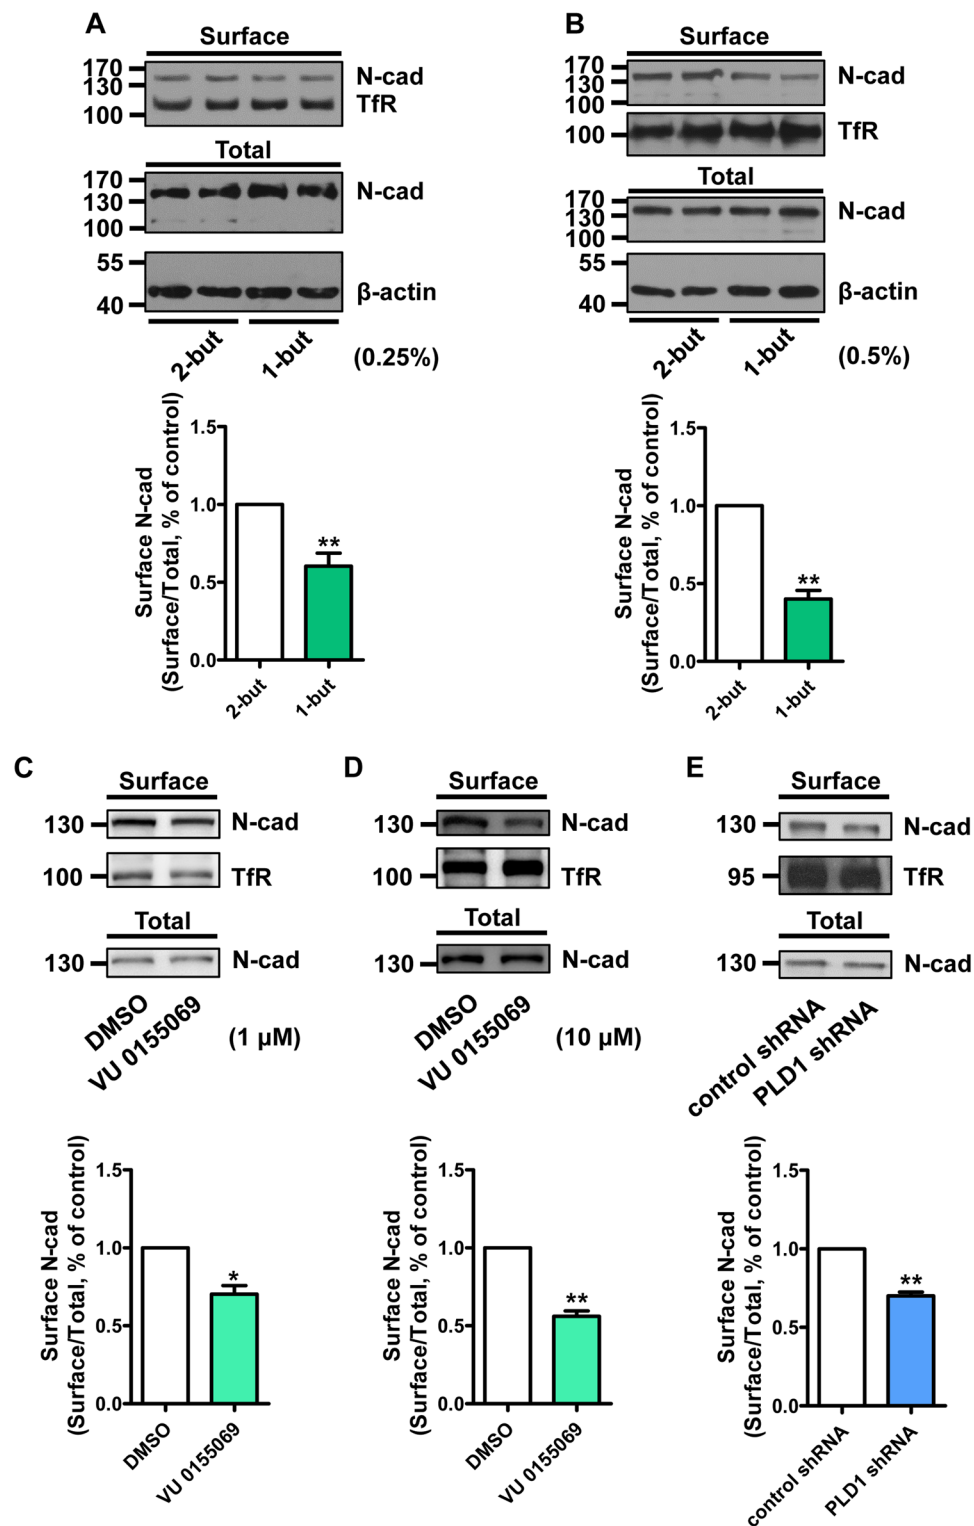 A
Surface
170
130
100
N-cad
TfR
Total
170
130
100
N-cad
55
40
β-actin
2-but
1-but
(0.25%)
Surface N-cad
(Surface/Total, % of control)
1.5
1.0
0.5
0.0
**
2-but
1-but
B
Surface
170
130
100
N-cad
100
TfR
Total
170
130
100
N-cad
55
40
β-actin
2-but
1-but
(0.5%)
Surface N-cad
(Surface/Total, % of control)
1.5
1.0
0.5
0.0
**
2-but
1-but
C
Surface
130
N-cad
100
TfR
Total
130
N-cad
DMSO
VU 0155069
(1 μM)
Surface N-cad
(Surface/Total, % of control)
1.5
1.0
0.5
0.0
*
DMSO
VU 0155069
D
Surface
130
N-cad
100
TfR
Total
130
N-cad
DMSO
VU 0155069
(10 μM)
Surface N-cad
(Surface/Total, % of control)
1.5
1.0
0.5
0.0
**
DMSO
VU 0155069
E
Surface
130
N-cad
95
TfR
Total
130
N-cad
control shRNA
PLD1 shRNA
Surface N-cad
(Surface/Total, % of control)
1.5
1.0
0.5
0.0
**
control shRNA
PLD1 shRNA